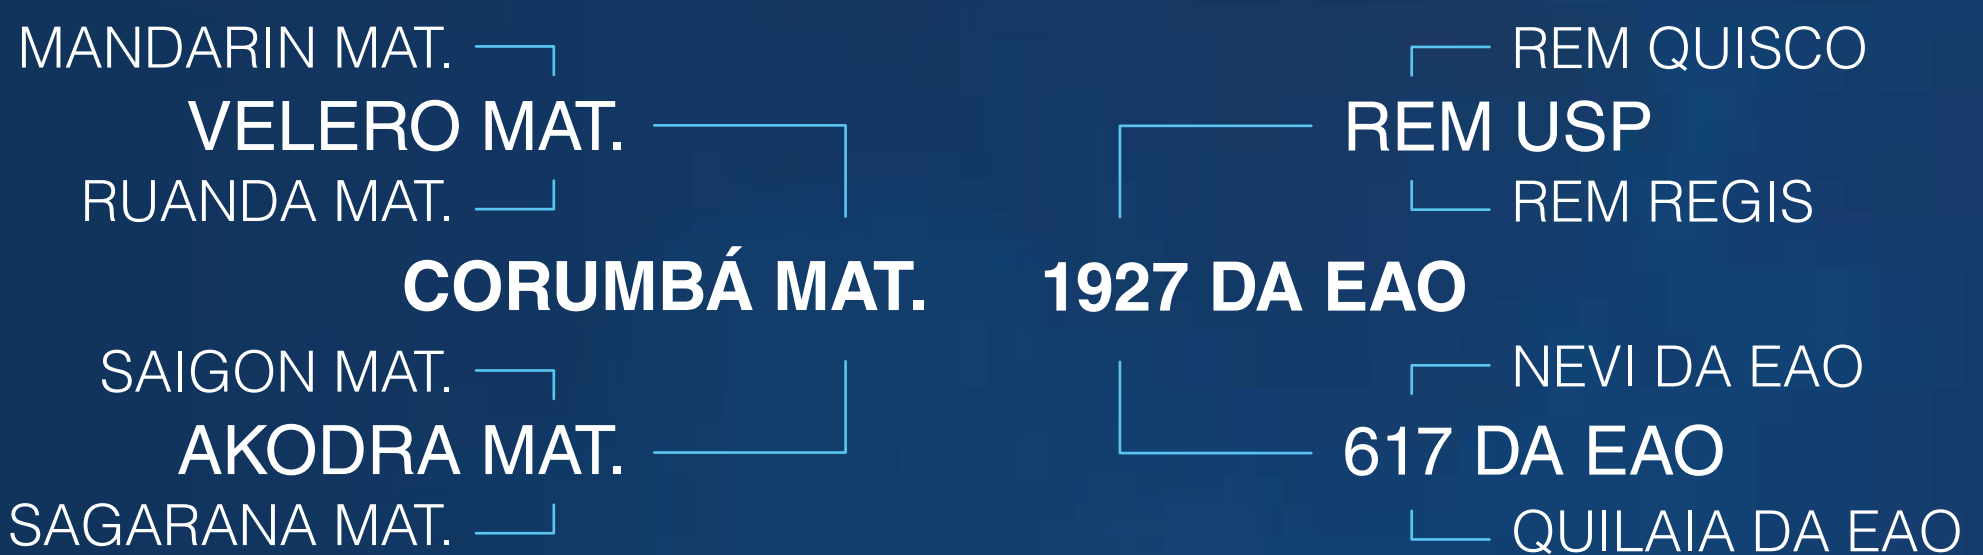 MANDARIN MAT.
VELERO MAT.
RUANDA MAT.
CORUMBÁ MAT.
SAIGON MAT.
AKODRA MAT.
SAGARANA MAT.
REM QUISCO
REM USP
REM REGIS
1927 DA EAO
NEVI DA EAO
617 DA EAO
QUILAIA DA EAO